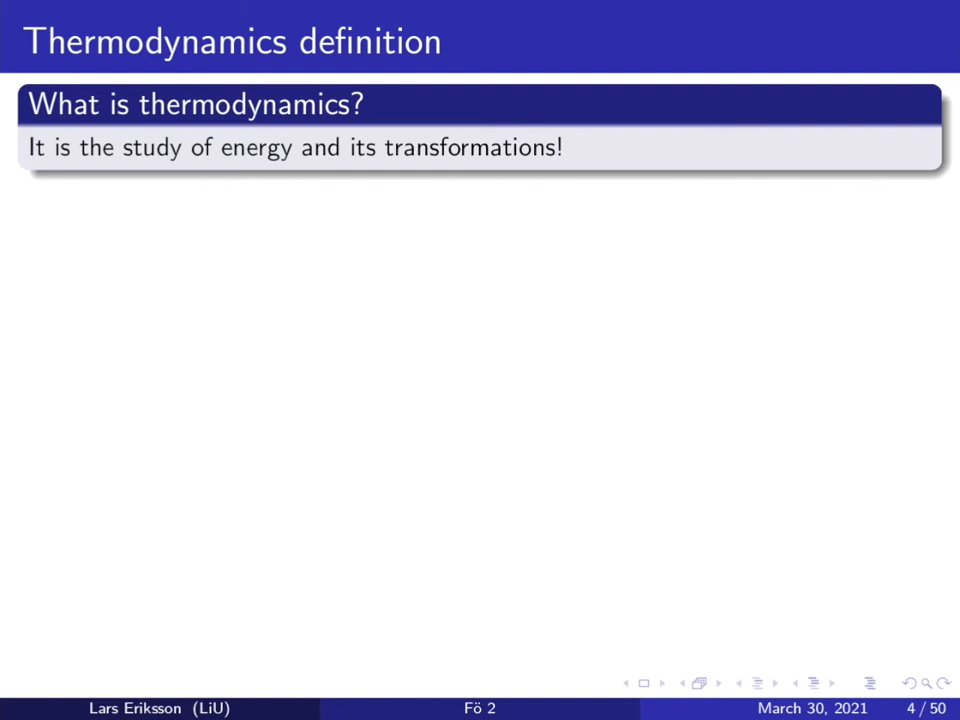 Thermodynamics definition
What is thermodynamics?
It is the study of energy and its transformations!
Lars Eriksson (LiU) Fö 2 March 30, 2021 4 / 50